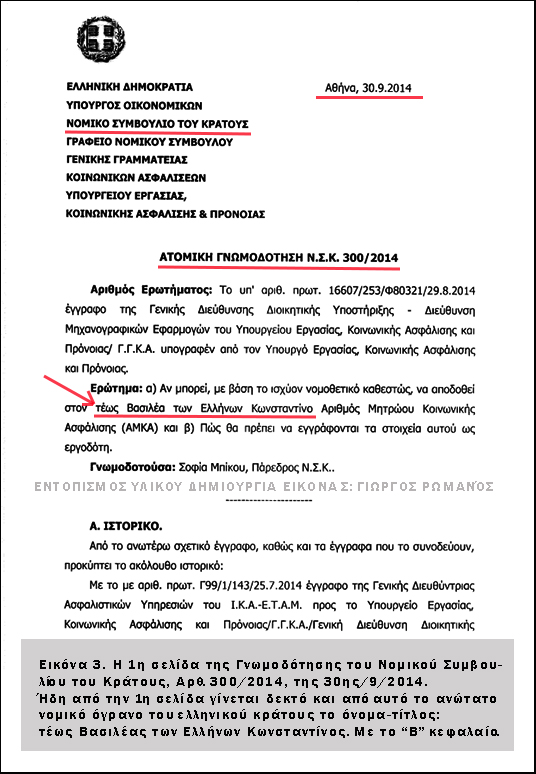 ΕΛΛΗΝΙΚΗ ΔΗΜΟΚΡΑΤΙΑ
Αθήνα, 30.9.2014
ΥΠΟΥΡΓΟΣ ΟΙΚΟΝΟΜΙΚΩΝ
ΝΟΜΙΚΟ ΣΥΜΒΟΥΛΙΟ ΤΟΥ ΚΡΑΤΟΥΣ
ΓΡΑΦΕΙΟ ΝΟΜΙΚΟΥ ΣΥΜΒΟΥΛΟΥ
ΓΕΝΙΚΗΣ ΓΡΑΜΜΑΤΕΙΑΣ
ΚΟΙΝΩΝΙΚΩΝ ΑΣΦΑΛΙΣΕΩΝ
ΥΠΟΥΡΓΕΙΟΥ ΕΡΓΑΣΙΑΣ,
ΚΟΙΝΩΝΙΚΗΣ ΑΣΦΑΛΙΣΗΣ & ΠΡΟΝΟΙΑΣ
ΑΤΟΜΙΚΗ ΓΝΩΜΟΔΟΤΗΣΗ Ν.Σ.Κ. 300/2014
Αριθμός Ερωτήματος: Το υπ' αριθ. πρωτ. 16607/253/Φ80321/29.8.2014
έγγραφο της Γενικής Διεύθυνσης Διοικητικής Υποστήριξης - Διεύθυνση
Μηχανογραφικών Εφαρμογών του Υπουργείου Εργασίας, Κοινωνικής Ασφάλισης και
Πρόνοιας/ Γ.Γ.Κ.Α. υπογραφέν από τον Υπουργό Εργασίας, Κοινωνικής Ασφάλισης
και Πρόνοιας.
Ερώτημα: α) Αν μπορεί, με βάση το ισχύον νομοθετικό καθεστώς, να αποδοθεί
στον τέως Βασιλέα των Ελλήνων Κωνσταντίνο Αριθμός Μητρώου Κοινωνικής
Ασφάλισης (ΑΜΚΑ) και β) Πώς θα πρέπει να εγγράφονται τα στοιχεία αυτού ως
εργοδότη.
Γνωμοδοτούσα: Σοφία Μπίκου, Πάρεδρος Ν.Σ.Κ..
ΕΝΤΟΠΙΣΜΟΣ ΥΛΙΚΟΥ ΔΗΜΙΟΥΡΓΙΑ ΕΙΚΟΝΑΣ: ΓΙΩΡΓΟΣ ΡΩΜΑΝΌΣ
----------------------
Α. ΙΣΤΟΡΙΚΟ.
Από το ανωτέρω σχετικό έγγραφο, καθώς και τα έγγραφα που το συνοδεύουν,
προκύπτει το ακόλουθο ιστορικό:
Με το με αριθ. πρωτ. Γ99/1/143/25.7.2014 έγγραφο της Γενικής Διευθύντριας
Ασφαλιστικών Υπηρεσιών του Ι.Κ.Α.-Ε.Τ.Α.Μ. προς το Υπουργείο Εργασίας,
Κοινωνικής Ασφάλισης και Πρόνοιας/Γ.Γ.Κ.Α./Γενική Διεύθυνση Διοικητικής
Εικόνα 3. Η 1η σελίδα της Γνωμοδότησης του Νομικού Συμβου-
λίου του Κράτους, Αρθ. 300/2014, της 30ης/9/2014.
Ήδη από την 1η σελίδα γίνεται δεκτό και από αυτό το ανώτατο
νομικό όγρανο του ελληνικού κράτους το όνομα-τίτλος:
τέως Βασιλέας των Ελλήνων Κωνσταντίνος. Με το “Β” κεφαλαίο.